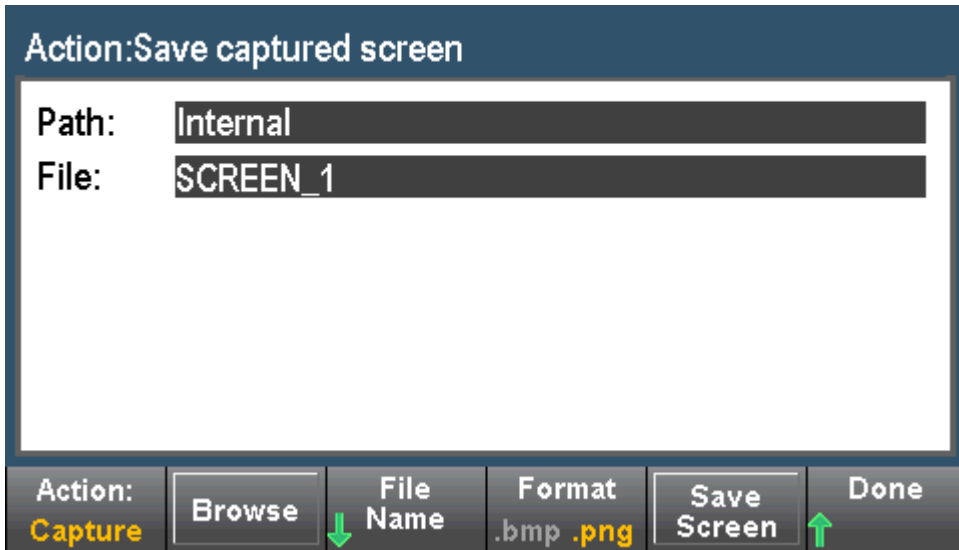 Action:Save captured screen
Path: Internal
File: SCREEN_1
Action: Capture
Browse
File Name
Format .bmp .png
Save Screen
Done